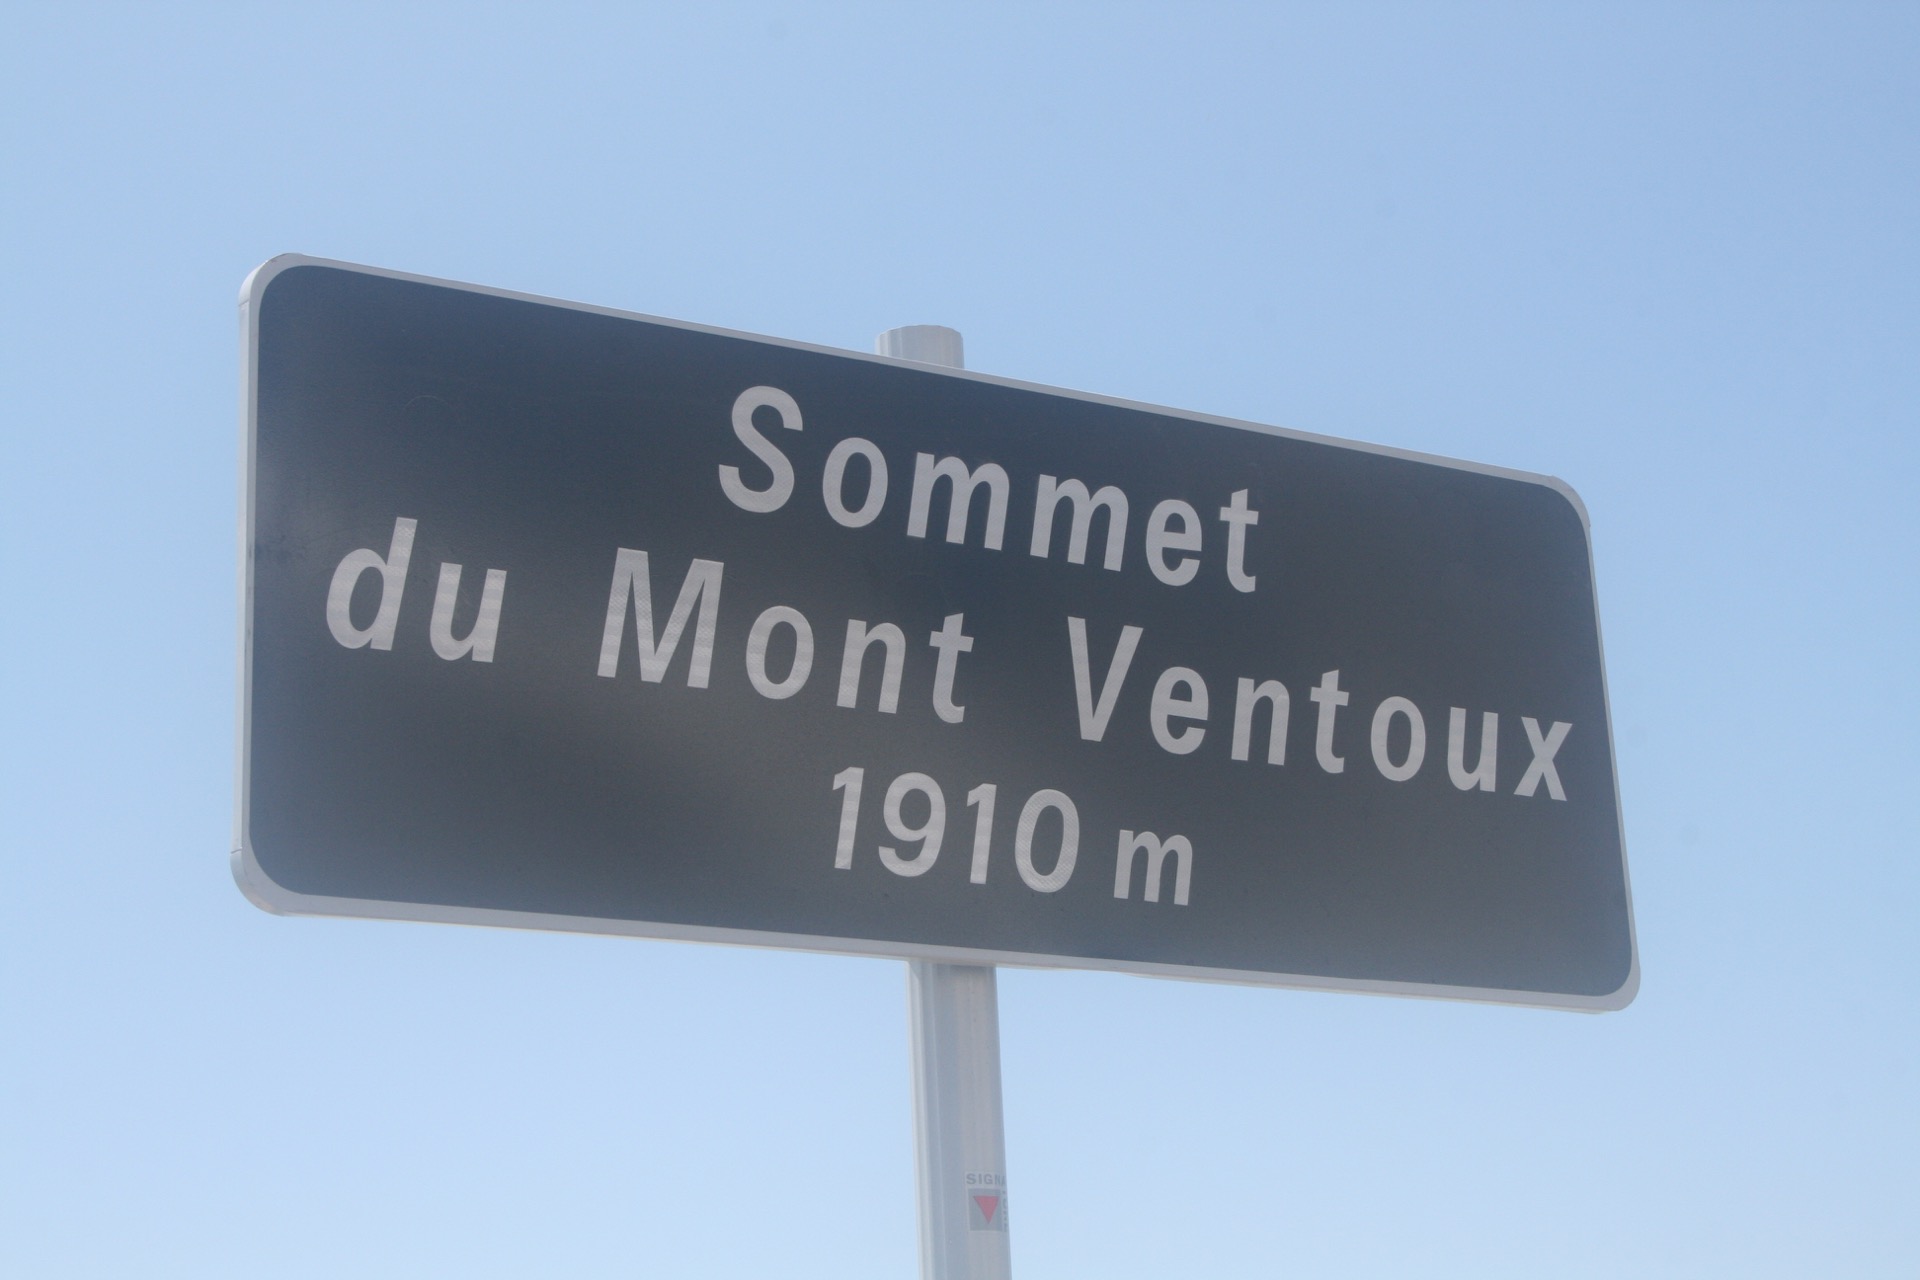 Sommet
du Mont Ventoux
1910 m